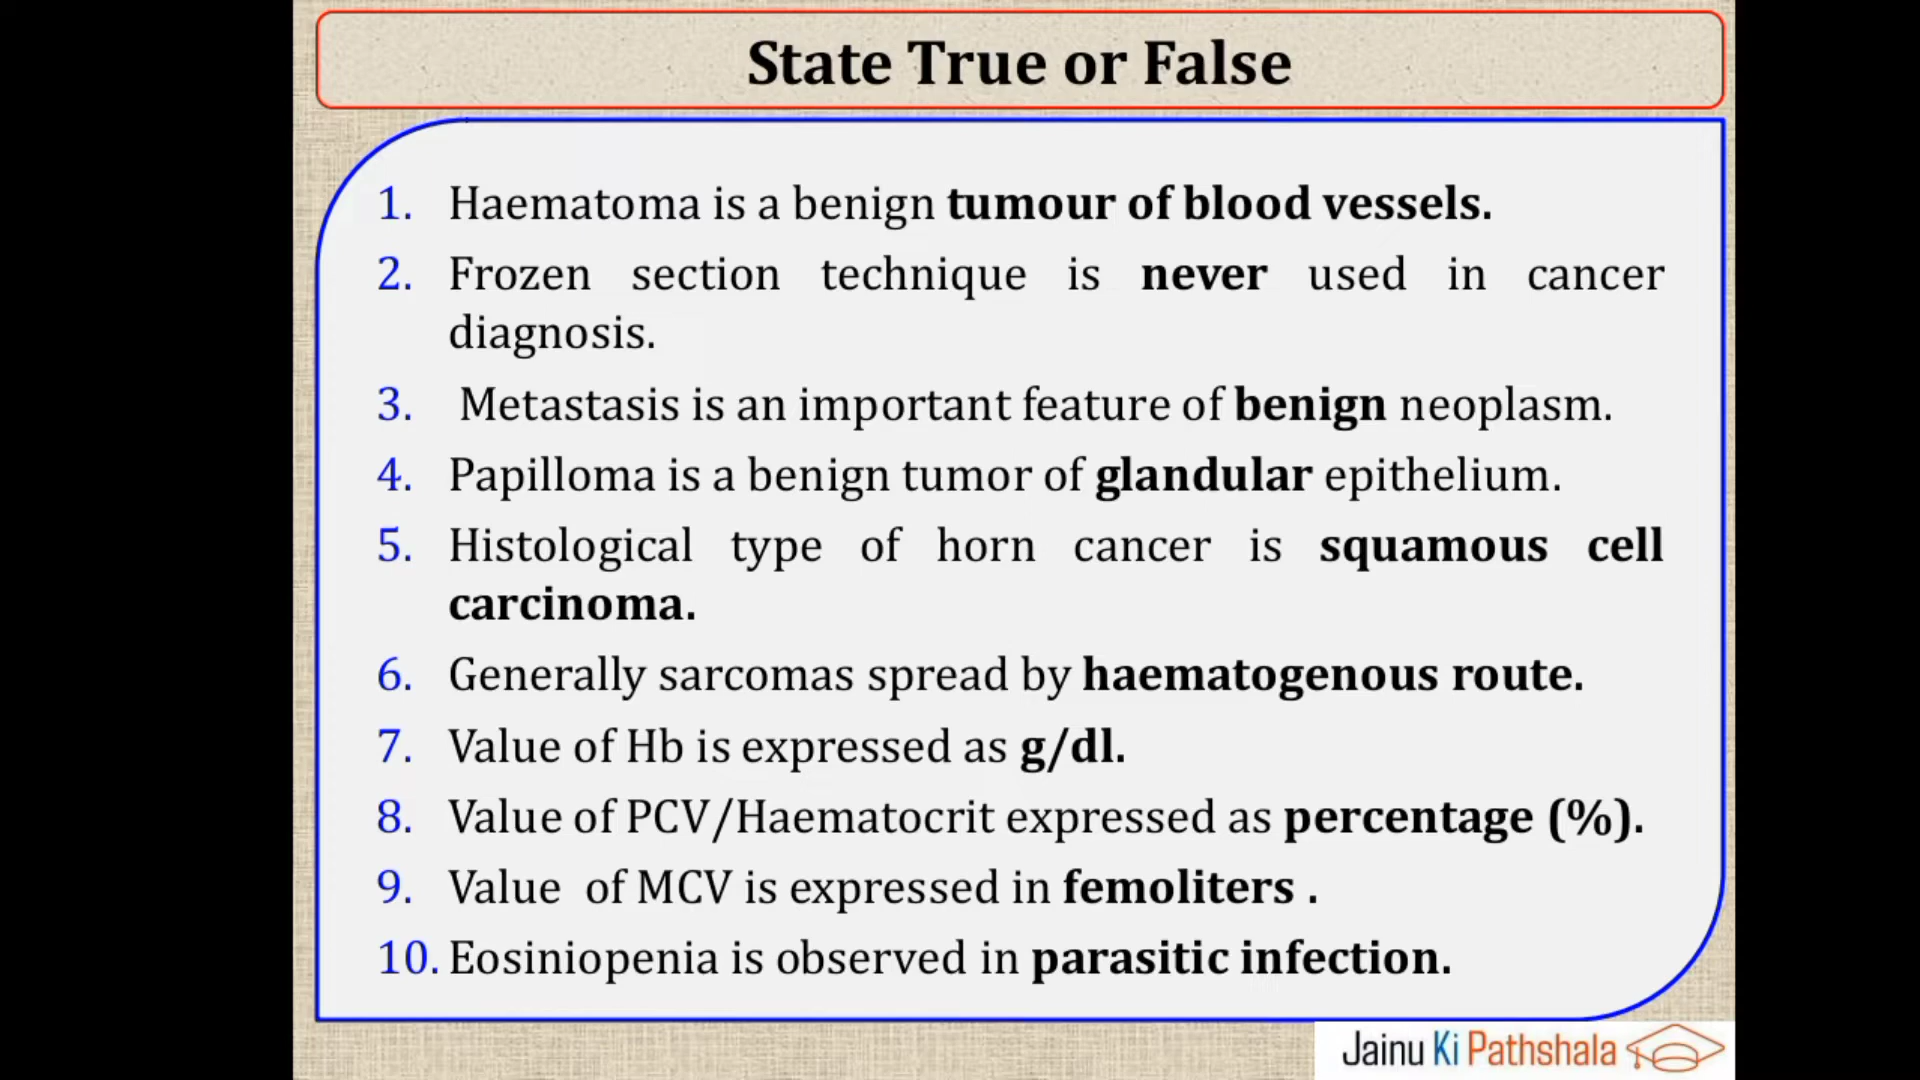 State True or False
1. Haematoma is a benign tumour of blood vessels.
2. Frozen section technique is never used in cancer
diagnosis.
3. Metastasis is an important feature of benign neoplasm.
4. Papilloma is a benign tumor of glandular epithelium.
5. Histological type of horn cancer is squamous cell
carcinoma.
6. Generally sarcomas spread by haematogenous route.
7. Value of Hb is expressed as g/dl.
8. Value of PCV/Haematocrit expressed as percentage (%).
9. Value of MCV is expressed in femoliters .
10. Eosiniopenia is observed in parasitic infection.
Jainu Ki Pathshala